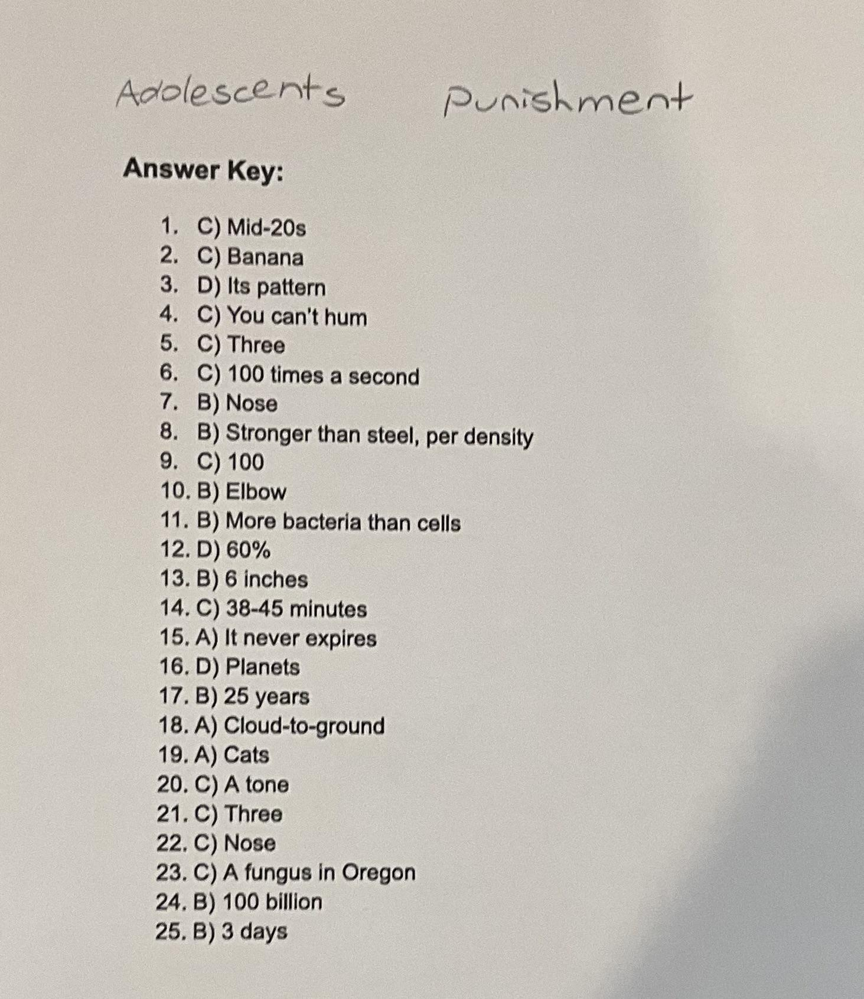 Adolescents Punishment
Answer Key:
1. C) Mid-20s
2. C) Banana
3. D) Its pattern
4. C) You can't hum
5. C) Three
6. C) 100 times a second
7. B) Nose
8. B) Stronger than steel, per density
9. C) 100
10. B) Elbow
11. B) More bacteria than cells
12. D) 60%
13. B) 6 inches
14. C) 38-45 minutes
15. A) It never expires
16. D) Planets
17. B) 25 years
18. A) Cloud-to-ground
19. A) Cats
20. C) A tone
21. C) Three
22. C) Nose
23. C) A fungus in Oregon
24. B) 100 billion
25. B) 3 days